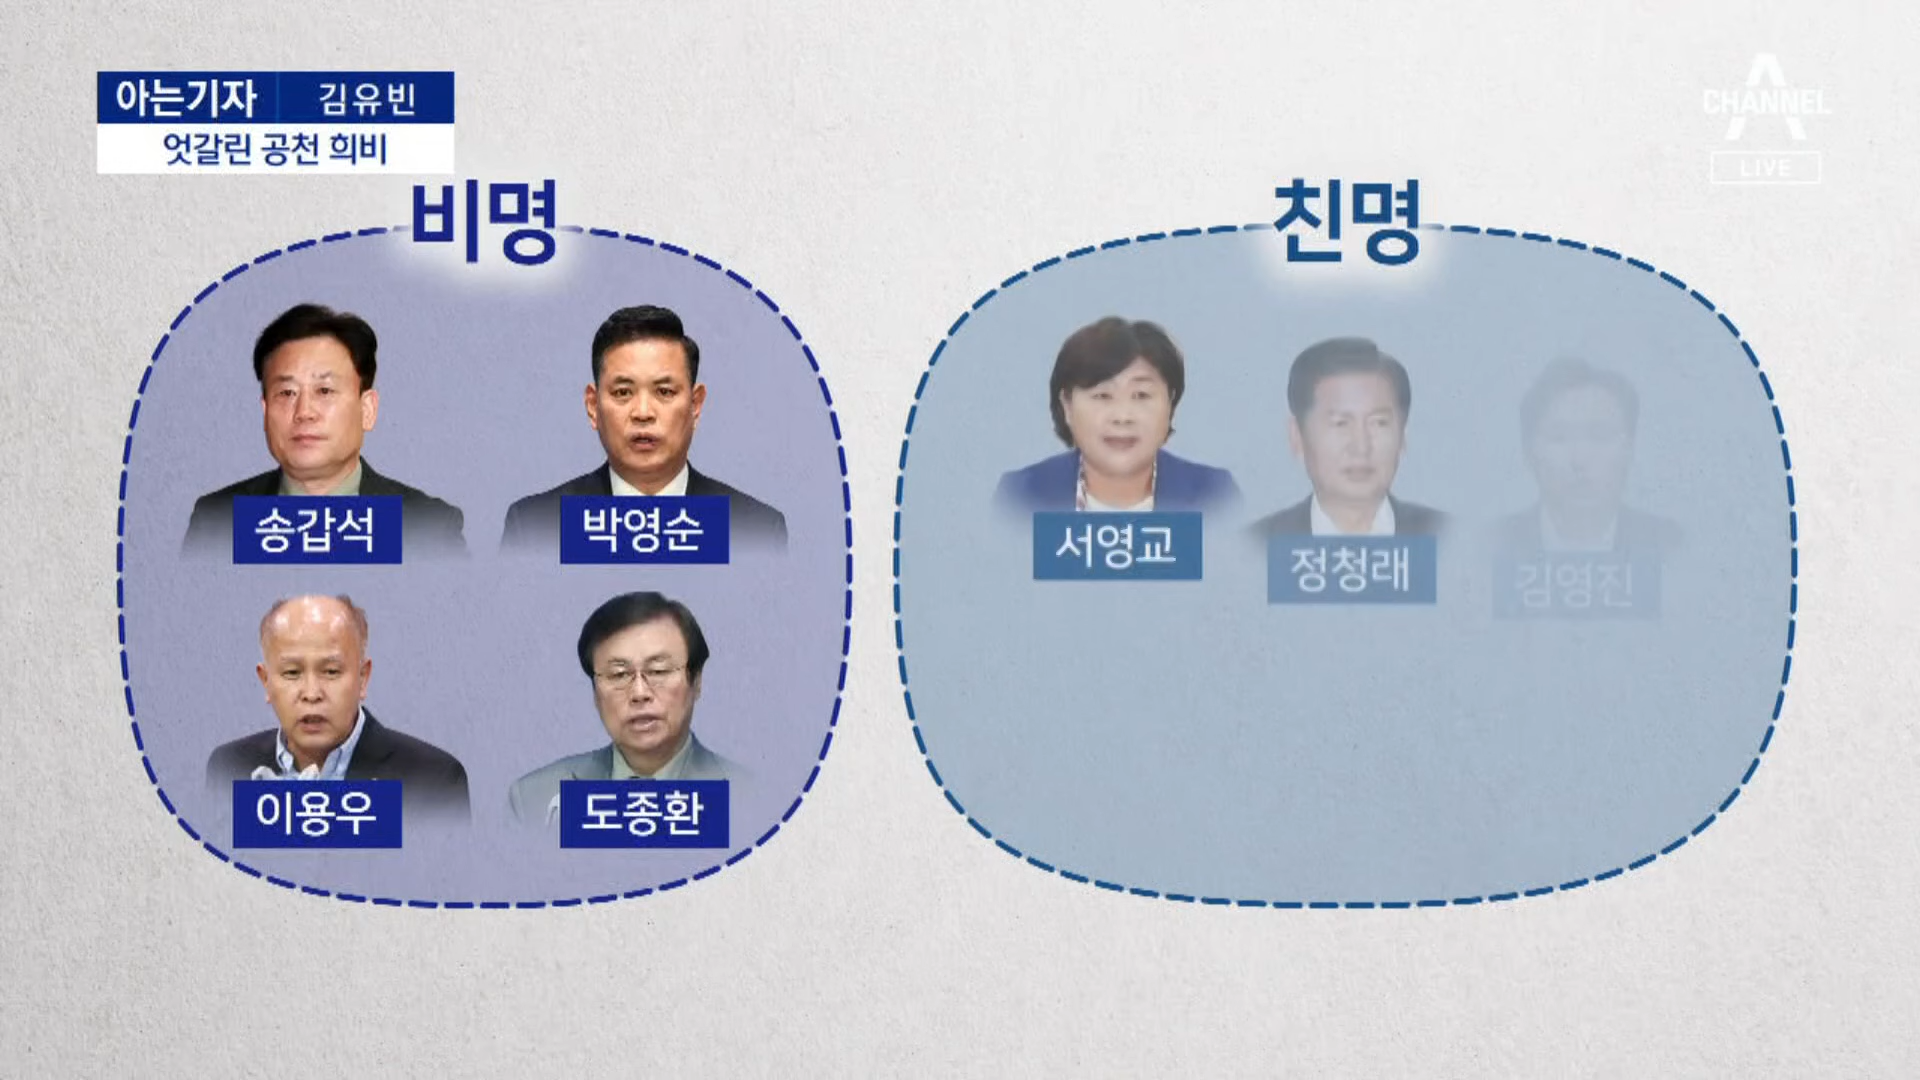 아는기자 김유빈
엇갈린 공천 희비
CHANNEL A
LIVE
비명
친명
송갑석
박영순
이용우
도종환
서영교
정청래
김영진